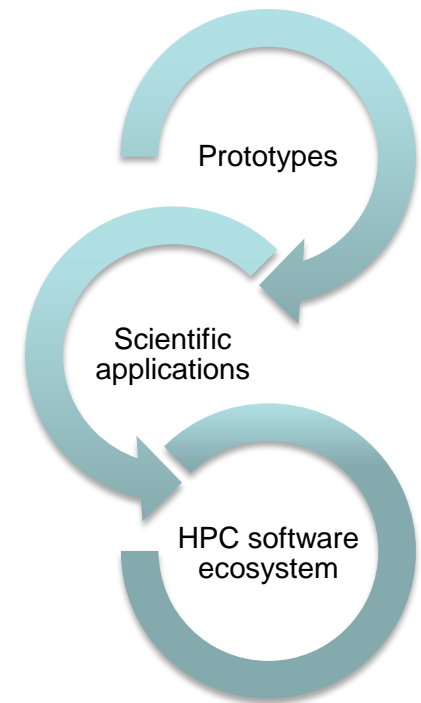 Prototypes
Scientific
applications
HPC software
ecosystem